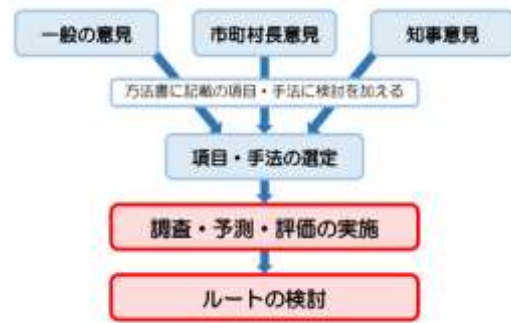 一般の意見
市町村長意見
知事意見
方法書に記載の項目・手法に検討を加える
項目・手法の選定
調査・予測・評価の実施
ルートの検討